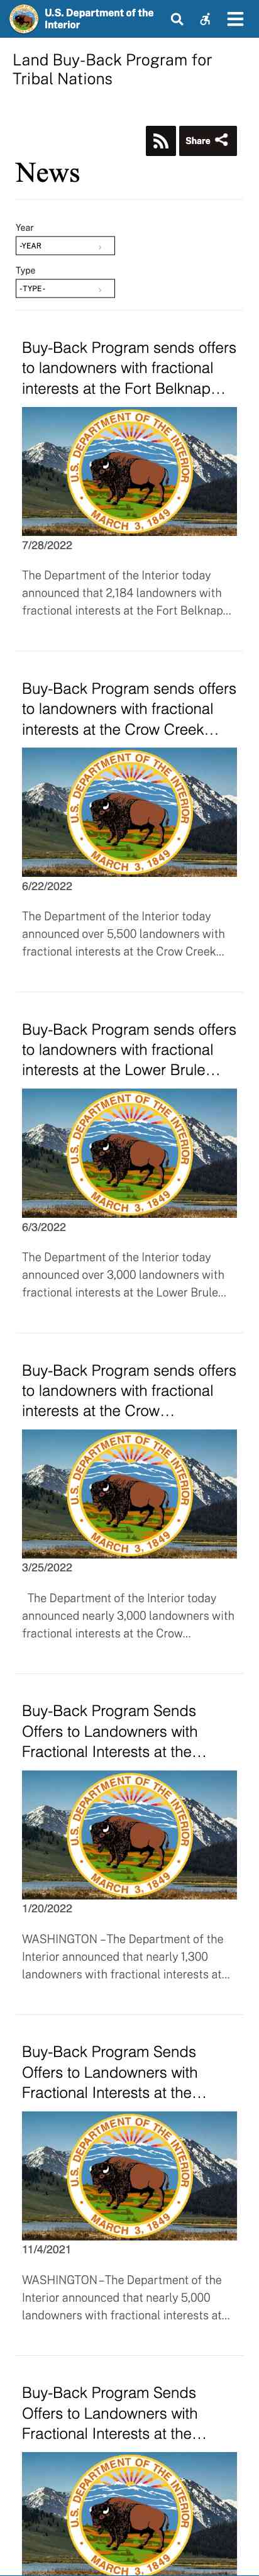 U.S. Department of the
Interior
Land Buy-Back Program for
Tribal Nations
Share
News
Year
-YEAR
Type
-TYPE-
Buy-Back Program sends offers
to landowners with fractional
interests at the Fort Belknap…
U.S. DEPARTMENT OF THE INTERIOR
MARCH 3, 1849
7/28/2022
The Department of the Interior today
announced that 2,184 landowners with
fractional interests at the Fort Belknap...
Buy-Back Program sends offers
to landowners with fractional
interests at the Crow Creek…
U.S. DEPARTMENT OF THE INTERIOR
MARCH 3, 1849
6/22/2022
The Department of the Interior today
announced over 5,500 landowners with
fractional interests at the Crow Creek...
Buy-Back Program sends offers
to landowners with fractional
interests at the Lower Brule…
U.S. DEPARTMENT OF THE INTERIOR
MARCH 3, 1849
6/3/2022
The Department of the Interior today
announced over 3,000 landowners with
fractional interests at the Lower Brule...
Buy-Back Program sends offers
to landowners with fractional
interests at the Crow…
U.S. DEPARTMENT OF THE INTERIOR
MARCH 3, 1849
3/25/2022
The Department of the Interior today
announced nearly 3,000 landowners with
fractional interests at the Crow...
Buy-Back Program Sends
Offers to Landowners with
Fractional Interests at the…
U.S. DEPARTMENT OF THE INTERIOR
MARCH 3, 1849
1/20/2022
WASHINGTON – The Department of the
Interior announced that nearly 1,300
landowners with fractional interests at...
Buy-Back Program Sends
Offers to Landowners with
Fractional Interests at the…
U.S. DEPARTMENT OF THE INTERIOR
MARCH 3, 1849
11/4/2021
WASHINGTON – The Department of the
Interior announced that nearly 5,000
landowners with fractional interests at...
Buy-Back Program Sends
Offers to Landowners with
Fractional Interests at the…
U.S. DEPARTMENT OF THE INTERIOR
MARCH 3, 1849